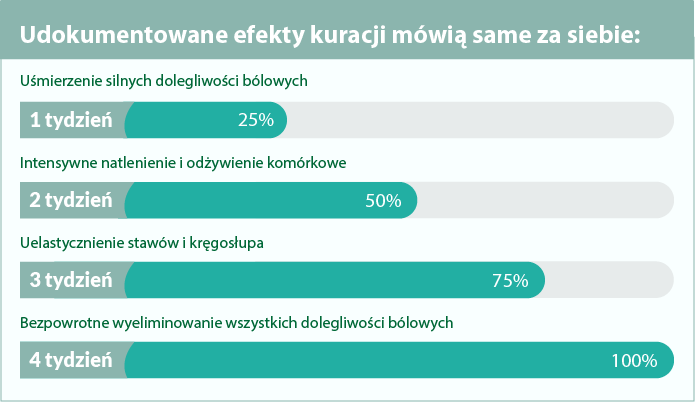 Udokumentowane efekty kuracji mówią same za siebie:
Uśmierzenie silnych dolegliwości bólowych
1 tydzień 25%
Intensywne natlenienie i odżywienie komórkowe
2 tydzień 50%
Uelastycznienie stawów i kręgosłupa
3 tydzień 75%
Bezpowrotne wyeliminowanie wszystkich dolegliwości bólowych
4 tydzień 100%